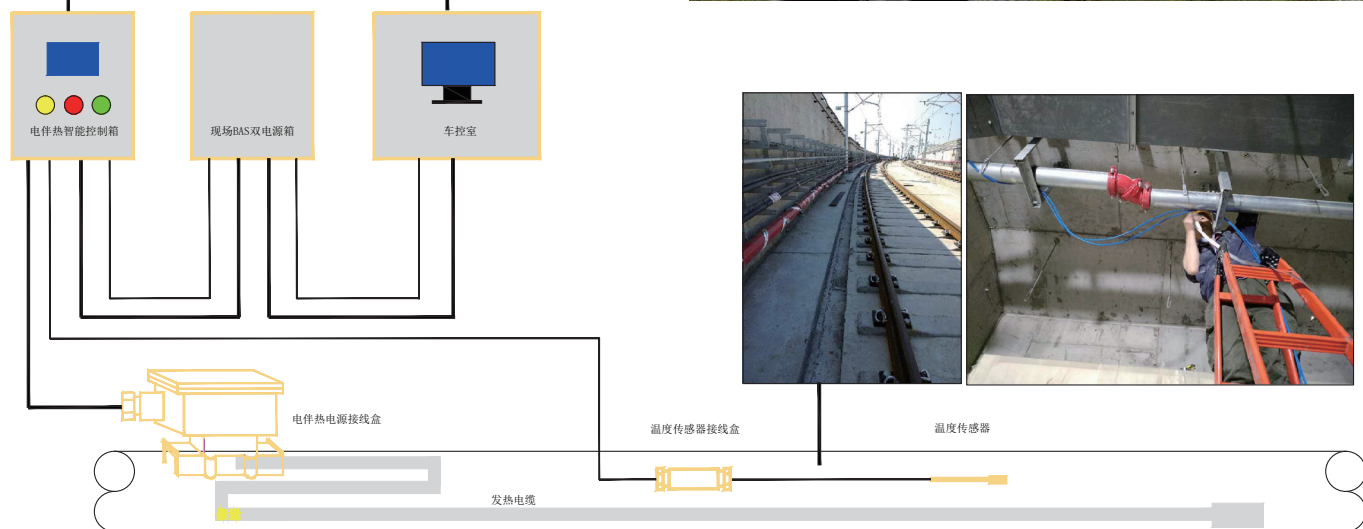 电伴热智能控制箱
现场BAS双电源箱
车控室
电伴热电源接线盒
温度传感器接线盒
温度传感器
发热电缆